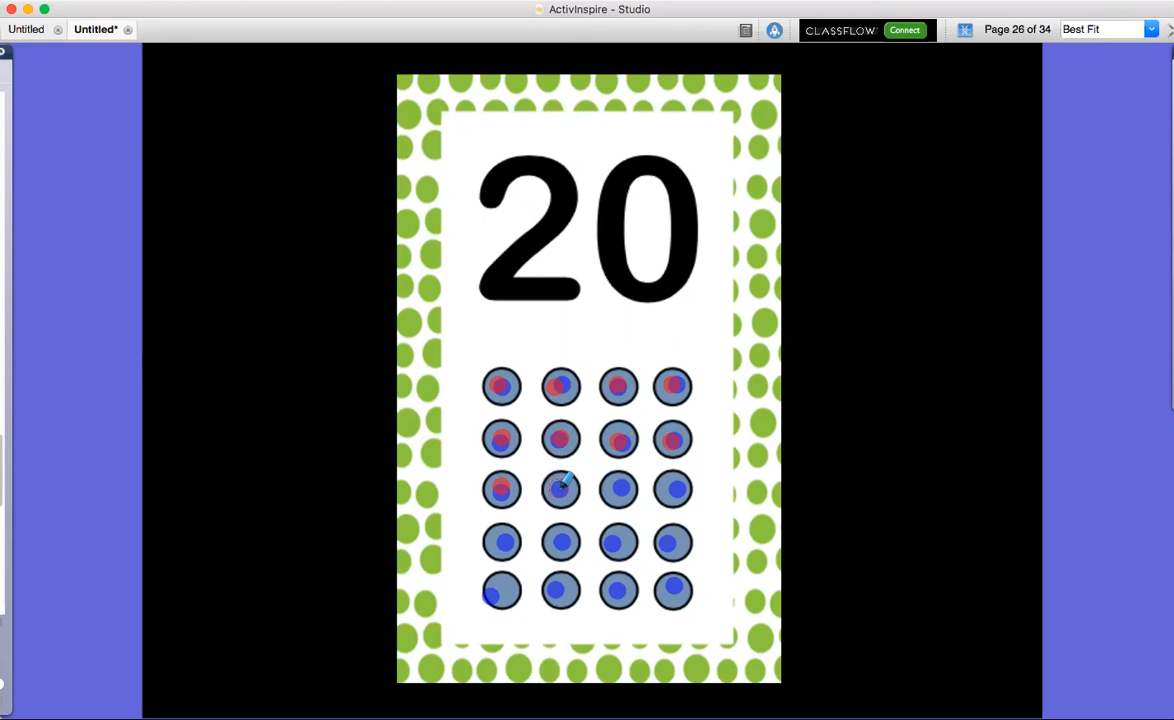 ActivInspire - Studio
Untitled
Untitled*
CLASSFLOW
Connect
Page 26 of 34
Best Fit
20